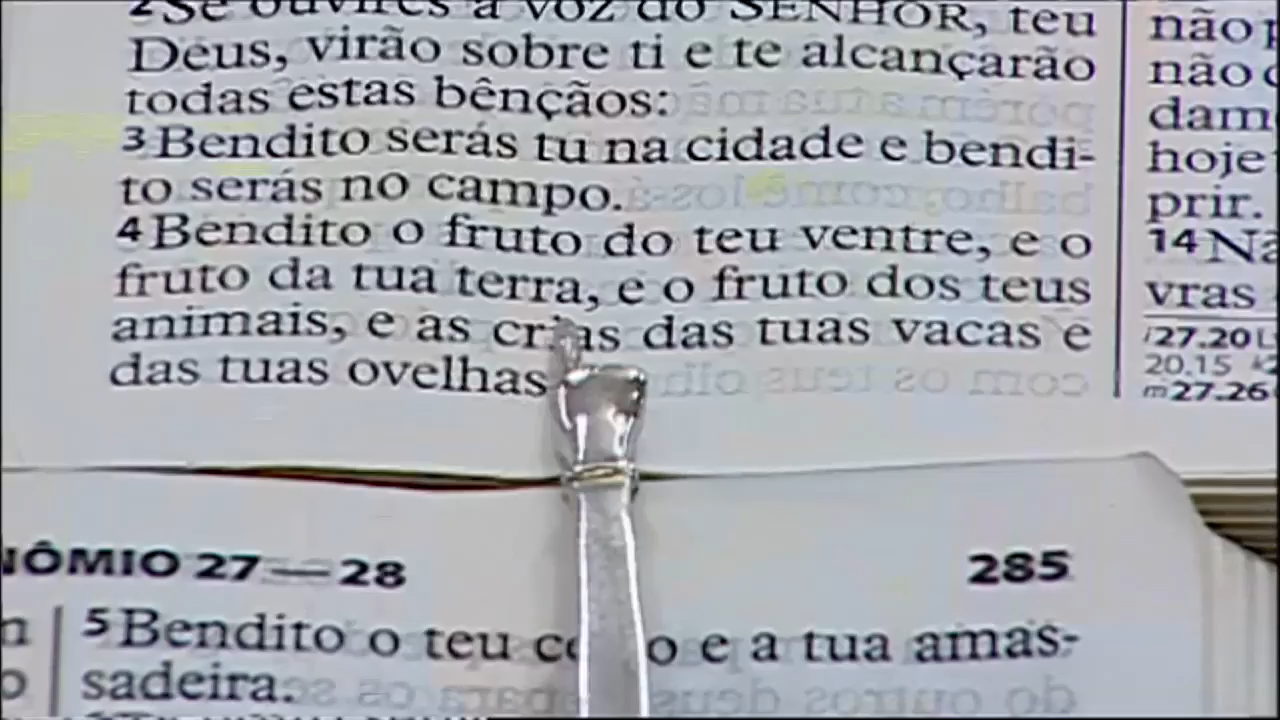 2 Se ouvires a voz do SENHOR, teu
Deus, virão sobre ti e te alcançarão
todas estas bênçãos:
3 Bendito serás tu na cidade e bendi-
to serás no campo.
4 Bendito o fruto do teu ventre, e o
fruto da tua terra, e o fruto dos teus
animais, e as crias das tuas vacas e
das tuas ovelhas
não
não
dam
hoje
prir.
14
vras
27.20
20.15
m27.26
NÔMIO 27—28
285
5 Bendito o teu e a tua amas-
sadeira.